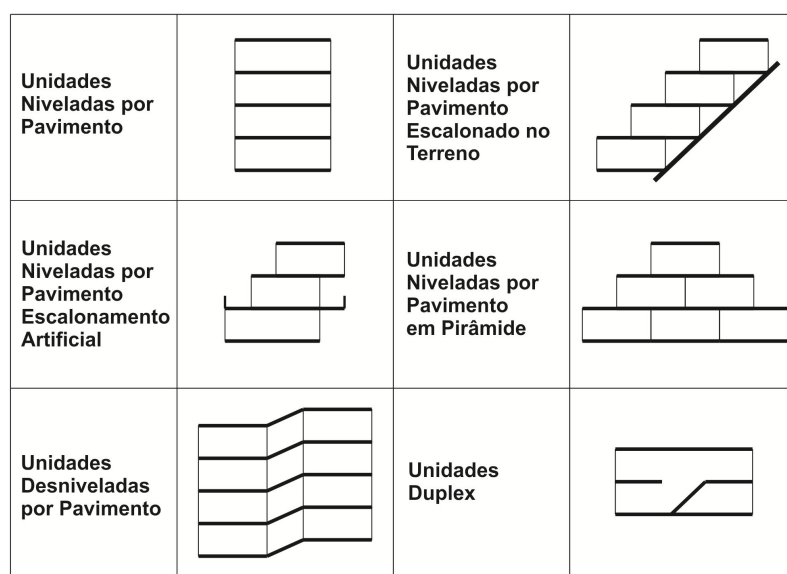 Unidades
Niveladas por
Pavimento
Unidades
Niveladas por
Pavimento
Escalonado no
Terreno
Unidades
Niveladas por
Pavimento
Escalonamento
Artificial
Unidades
Niveladas por
Pavimento
em Pirâmide
Unidades
Desniveladas
por Pavimento
Unidades
Duplex